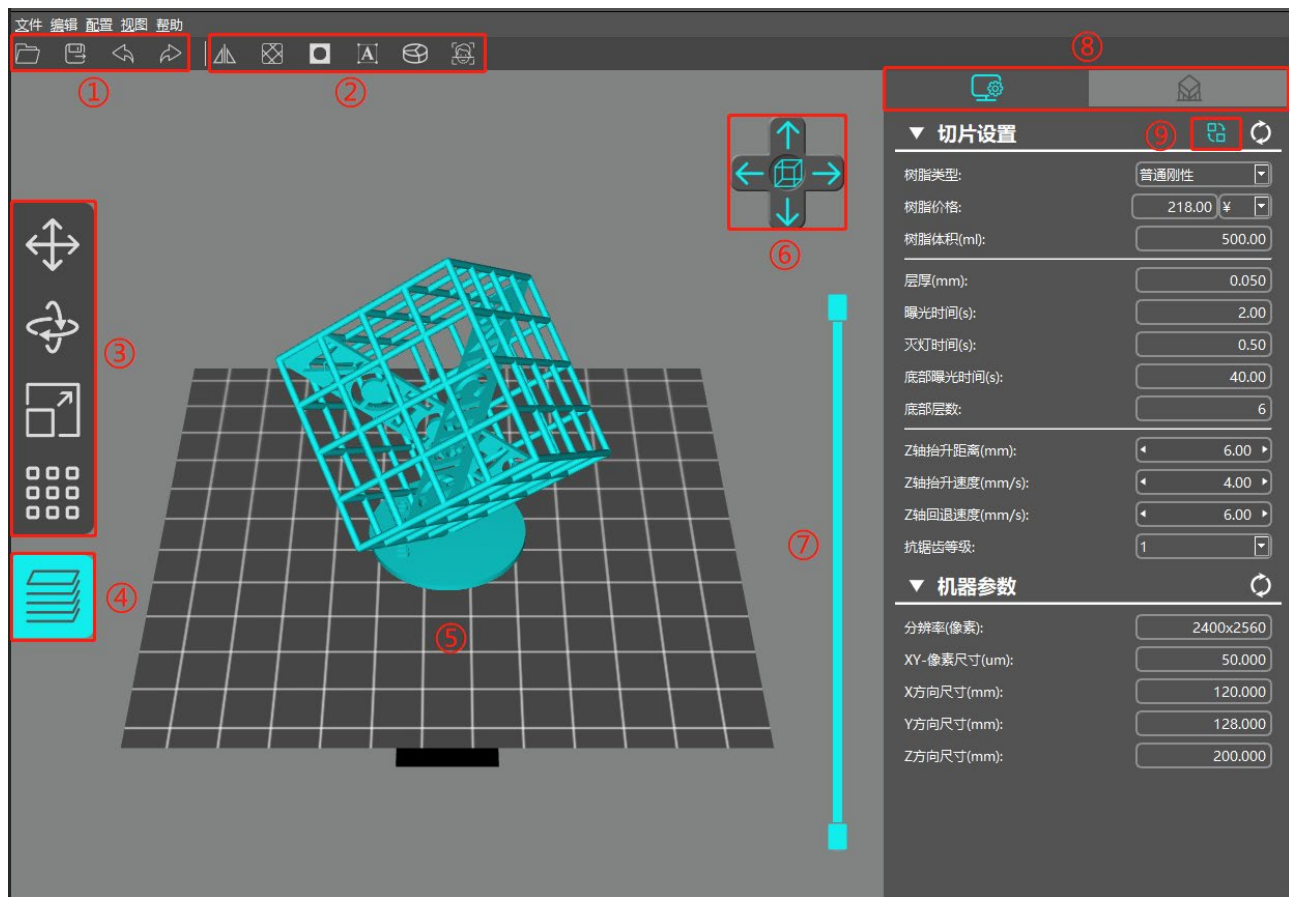 文件 编辑 配置 视图 帮助
A
①
②
③
④
⑤
⑥
⑦
⑧
切片设置
⑨
树脂类型: 普通刚性
树脂价格: 218.00 ¥
树脂体积(ml): 500.00
层厚(mm): 0.050
曝光时间(s): 2.00
灭灯时间(s): 0.50
底部曝光时间(s): 40.00
底部层数: 6
Z轴抬升距离(mm): 6.00
Z轴抬升速度(mm/s): 4.00
Z轴回退速度(mm/s): 6.00
抗锯齿等级: 1
机器参数
分辨率(像素): 2400x2560
XY-像素尺寸(um): 50.000
X方向尺寸(mm): 120.000
Y方向尺寸(mm): 128.000
Z方向尺寸(mm): 200.000